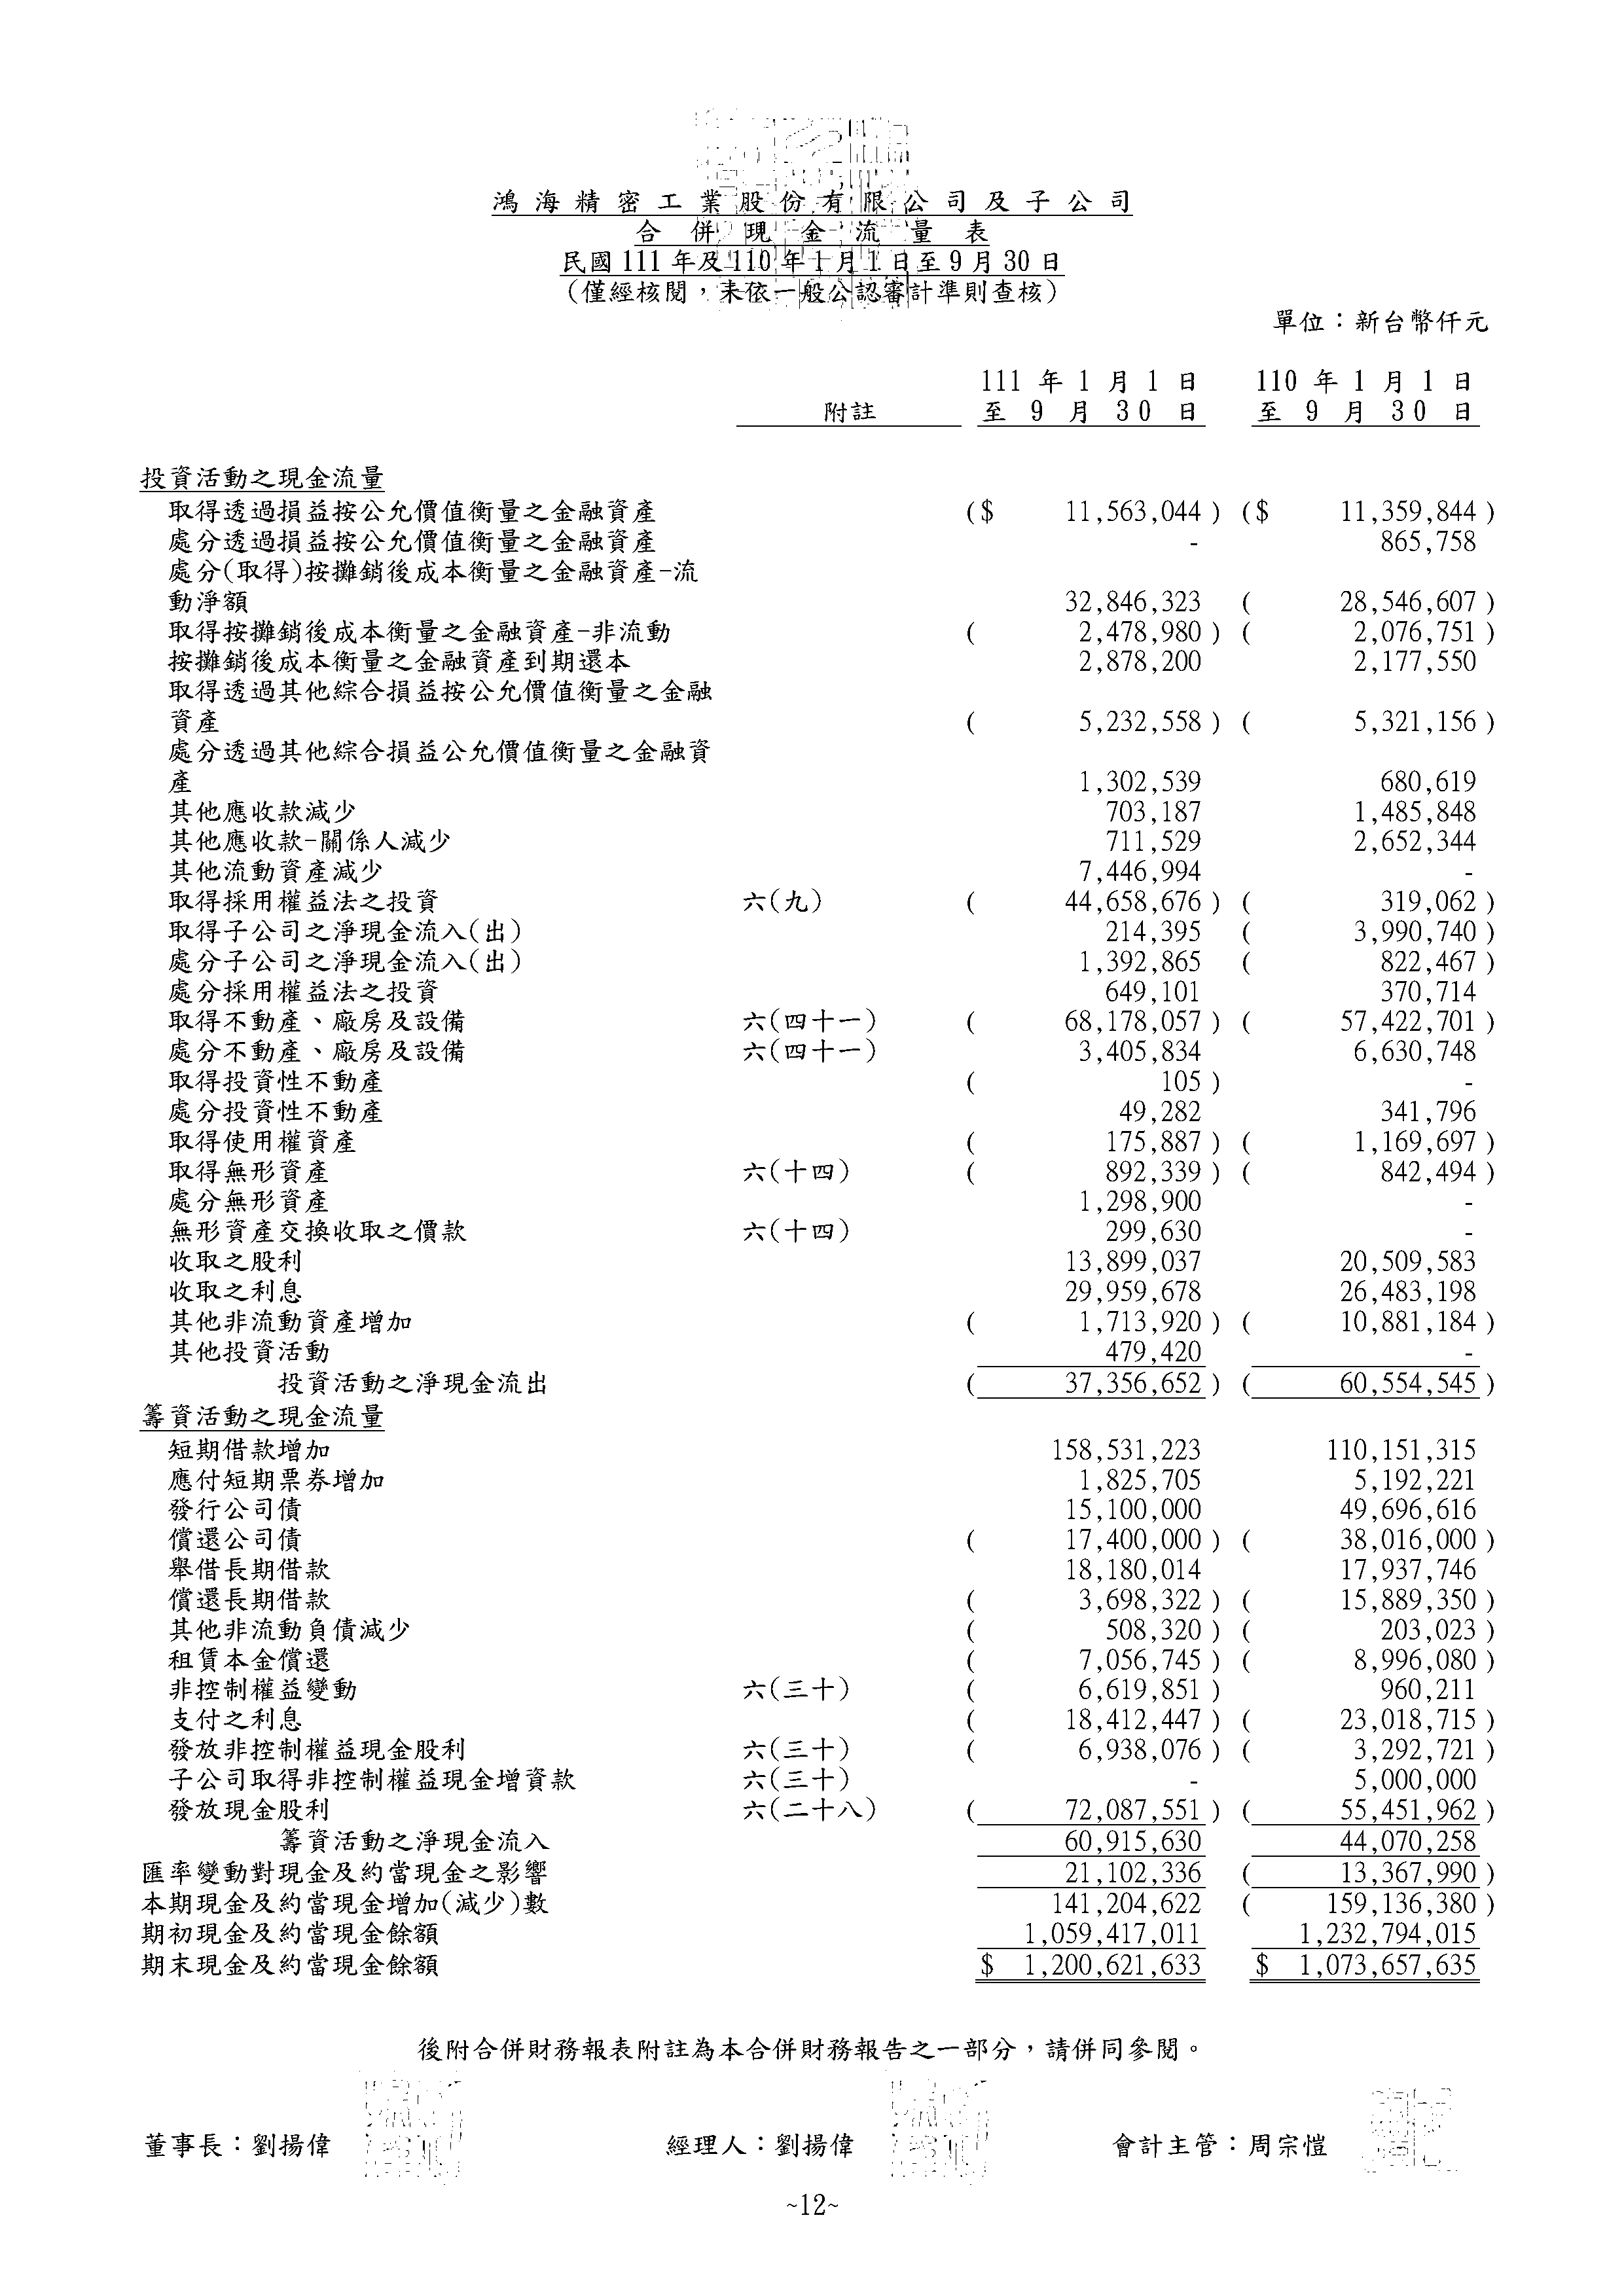 鴻海精密工業股份有限公司及子公司
合併現金流量表
民國111年及110年1月1日至9月30日
(僅經核閱,未依一般公認審計準則查核)
單位:新台幣仟元
111年1月1日 110年1月1日
附註 至9月30日 至9月30日
投資活動之現金流量
取得透過損益按公允價值衡量之金融資產 ($ 11,563,044) ($ 11,359,844)
處分透過損益按公允價值衡量之金融資產 - 865,758
處分(取得)按攤銷後成本衡量之金融資產-流
動淨額 32,846,323 ( 28,546,607)
取得按攤銷後成本衡量之金融資產-非流動 ( 2,478,980) ( 2,076,751)
按攤銷後成本衡量之金融資產到期還本 2,878,200 2,177,550
取得透過其他綜合損益按公允價值衡量之金融
資產 ( 5,232,558) ( 5,321,156)
處分透過其他綜合損益公允價值衡量之金融資
產 1,302,539 680,619
其他應收款減少 703,187 1,485,848
其他應收款-關係人減少 711,529 2,652,344
其他流動資產減少 7,446,994 -
取得採用權益法之投資 六(九) ( 44,658,676) ( 319,062)
取得子公司之淨現金流入(出) 214,395 ( 3,990,740)
處分子公司之淨現金流入(出) 1,392,865 ( 822,467)
處分採用權益法之投資 649,101 370,714
取得不動產、廠房及設備 六(四十一) ( 68,178,057) ( 57,422,701)
處分不動產、廠房及設備 六(四十一) 3,405,834 6,630,748
取得投資性不動產 ( 105) -
處分投資性不動產 49,282 341,796
取得使用權資產 ( 175,887) ( 1,169,697)
取得無形資產 六(十四) ( 892,339) ( 842,494)
處分無形資產 1,298,900 -
無形資產交換收取之價款 六(十四) 299,630 -
收取之股利 13,899,037 20,509,583
收取之利息 29,959,678 26,483,198
其他非流動資產增加 ( 1,713,920) ( 10,881,184)
其他投資活動 479,420 -
投資活動之淨現金流出 ( 37,356,652) ( 60,554,545)
籌資活動之現金流量
短期借款增加 158,531,223 110,151,315
應付短期票券增加 1,825,705 5,192,221
發行公司債 15,100,000 49,696,616
償還公司債 ( 17,400,000) ( 38,016,000)
舉借長期借款 18,180,014 17,937,746
償還長期借款 ( 3,698,322) ( 15,889,350)
其他非流動負債減少 ( 508,320) ( 203,023)
租賃本金償還 ( 7,056,745) ( 8,996,080)
非控制權益變動 六(三十) ( 6,619,851) 960,211
支付之利息 ( 18,412,447) ( 23,018,715)
發放非控制權益現金股利 六(三十) ( 6,938,076) ( 3,292,721)
子公司取得非控制權益現金增資款 六(三十) - 5,000,000
發放現金股利 六(二十八) ( 72,087,551) ( 55,451,962)
籌資活動之淨現金流入 60,915,630 44,070,258
匯率變動對現金及約當現金之影響 21,102,336 ( 13,367,990)
本期現金及約當現金增加(減少)數 141,204,622 ( 159,136,380)
期初現金及約當現金餘額 1,059,417,011 1,232,794,015
期末現金及約當現金餘額 $ 1,200,621,633 $ 1,073,657,635
後附合併財務報表附註為本合併財務報告之一部分,請併同參閱。
董事長:劉揚偉 經理人:劉揚偉 會計主管:周宗愷
~12~